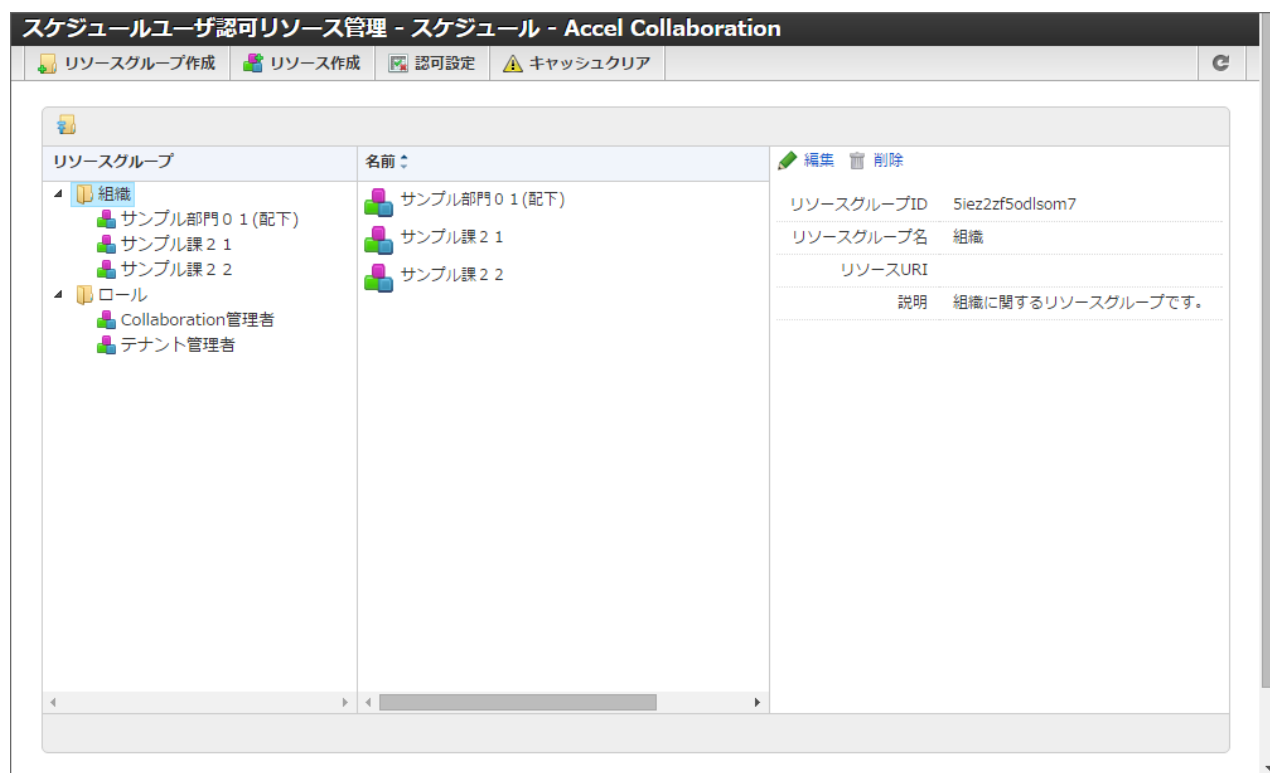 スケジュールユーザ認可リソース管理 - スケジュール - Accel Collaboration
リソースグループ作成 リソース作成 認可設定 キャッシュクリア
リソースグループ
組織
サンプル部門０１(配下)
サンプル課２１
サンプル課２２
ロール
Collaboration管理者
テナント管理者
名前
サンプル部門０１(配下)
サンプル課２１
サンプル課２２
編集 削除
リソースグループID 5iez2zf5odlsom7
リソースグループ名 組織
リソースURI
説明 組織に関するリソースグループです。